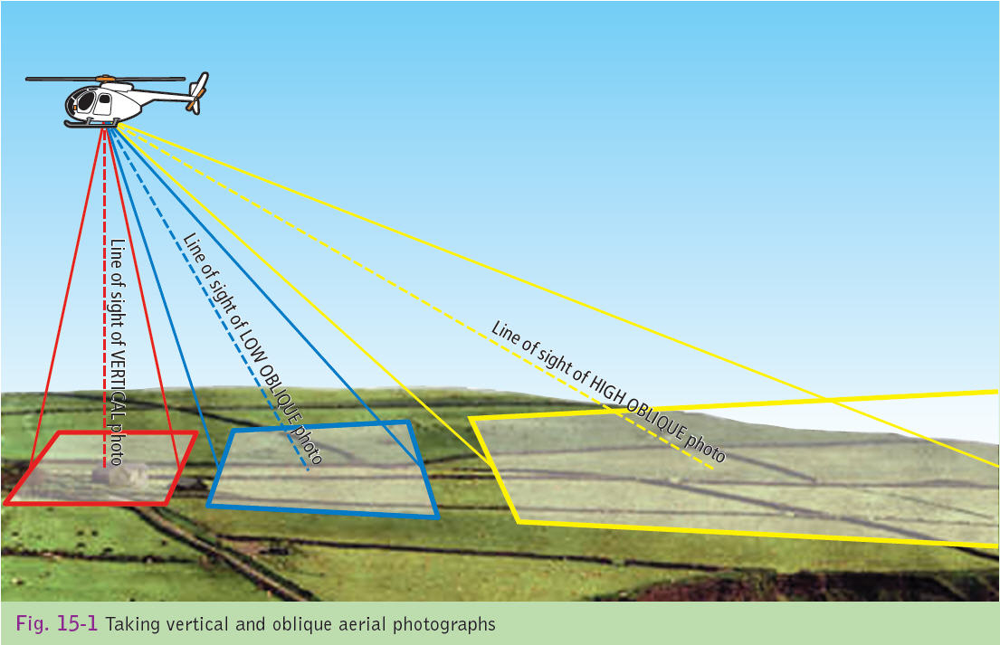 Line of sight of VERTICAL photo
Line of sight of LOW OBLIQUE photo
Line of sight of HIGH OBLIQUE photo
Fig. 15-1 Taking vertical and oblique aerial photographs